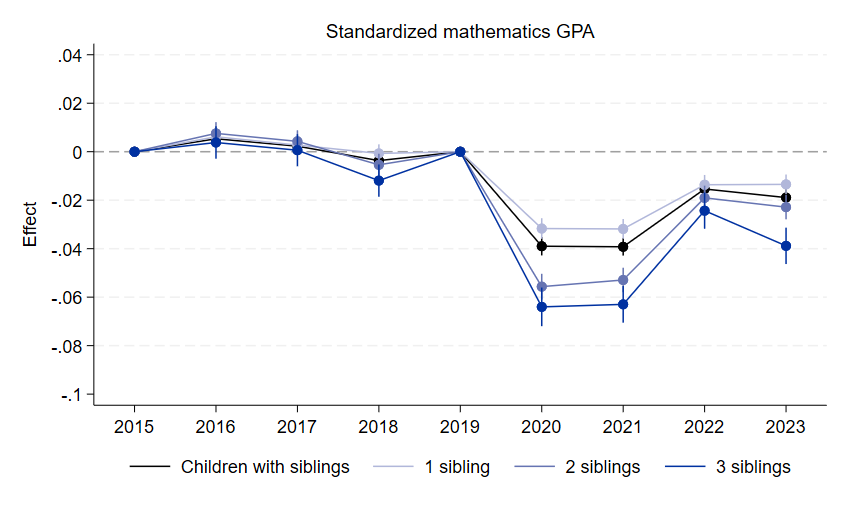 Standardized mathematics GPA
.04
.02
0
-.02
-.04
-.06
-.08
-.1
Effect
2015 2016 2017 2018 2019 2020 2021 2022 2023
Children with siblings 1 sibling 2 siblings 3 siblings